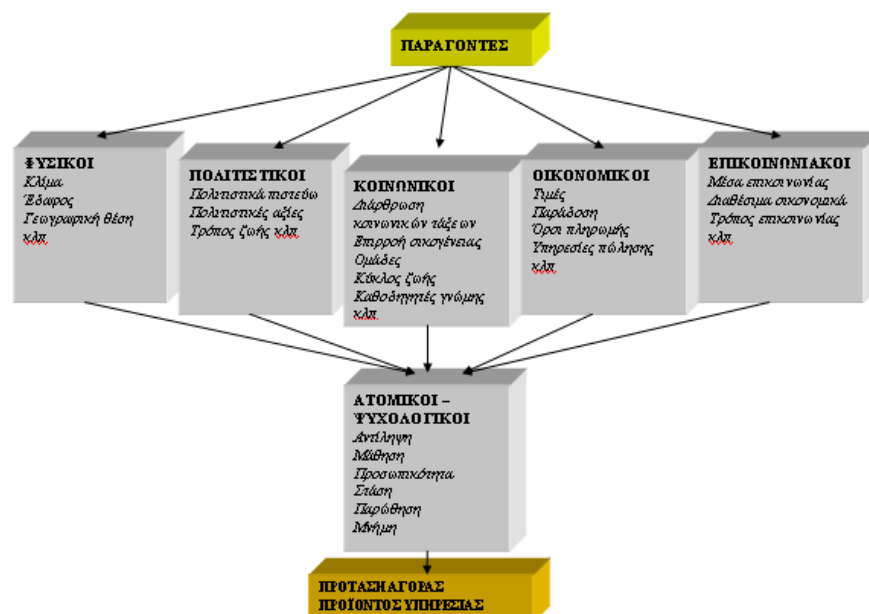 ΠΑΡΑΓΟΝΤΕΣ
ΦΥΣΙΚΟΙ
Κλίμα
Έδαφος
Γεωγραφική θέση
κλπ
ΠΟΛΙΤΙΣΤΙΚΟΙ
Πολιτιστικά πιστεύω
Πολιτιστικές αξίες
Τρόπος ζωής κλπ
ΚΟΙΝΩΝΙΚΟΙ
Διάρθρωση
κοινωνικών τάξεων
Επιρροή οικογένειας
Ομάδες
Κύκλος ζωής
Καθοδηγητές γνώμης
κλπ
ΟΙΚΟΝΟΜΙΚΟΙ
Τιμές
Παράδοση
Όροι πληρωμής
Υπηρεσίες πώλησης
κλπ
ΕΠΙΚΟΙΝΩΝΙΑΚΟΙ
Μέσα επικοινωνίας
Διαθέσιμα οικονομικά
Τρόπος επικοινωνίας
κλπ
ΑΤΟΜΙΚΟΙ –
ΨΥΧΟΛΟΓΙΚΟΙ
Αντίληψη
Μάθηση
Προσωπικότητα
Στάση
Παρώθηση
Μνήμη
ΠΡΟΤΑΣΗ ΑΓΟΡΑΣ
ΠΡΟΪΟΝΤΟΣ ΥΠΗΡΕΣΙΑΣ